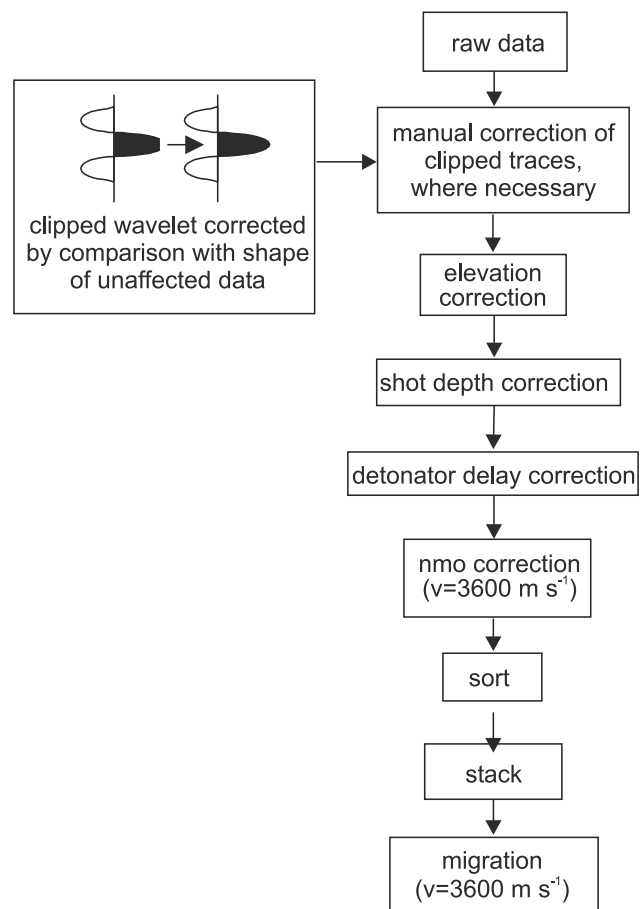 raw data
manual correction of
clipped traces,
where necessary
clipped wavelet corrected
by comparison with shape
of unaffected data
elevation
correction
shot depth correction
detonator delay correction
nmo correction
(v=3600 m s⁻¹)
sort
stack
migration
(v=3600 m s⁻¹)